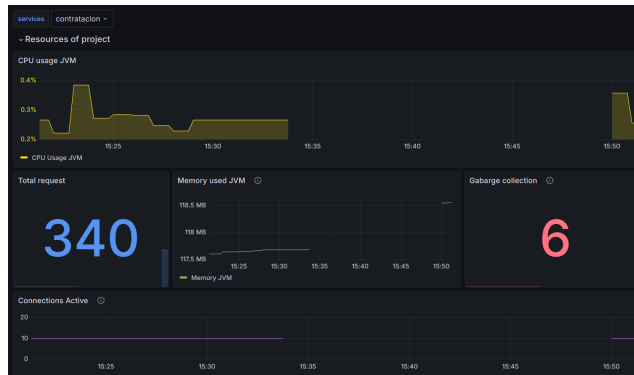 services contratacion
Resources of project
CPU usage JVM
0.4%
0.3%
0.2%
15:25 15:30 15:35 15:40 15:45 15:50
CPU Usage JVM
Total request
340
Memory used JVM
118.5 MB
118 MB
117.5 MB
15:25 15:30 15:35 15:40 15:45 15:50
Memory JVM
Gabarge collection
6
Connections Active
20
10
0
15:25 15:30 15:35 15:40 15:45 15:50